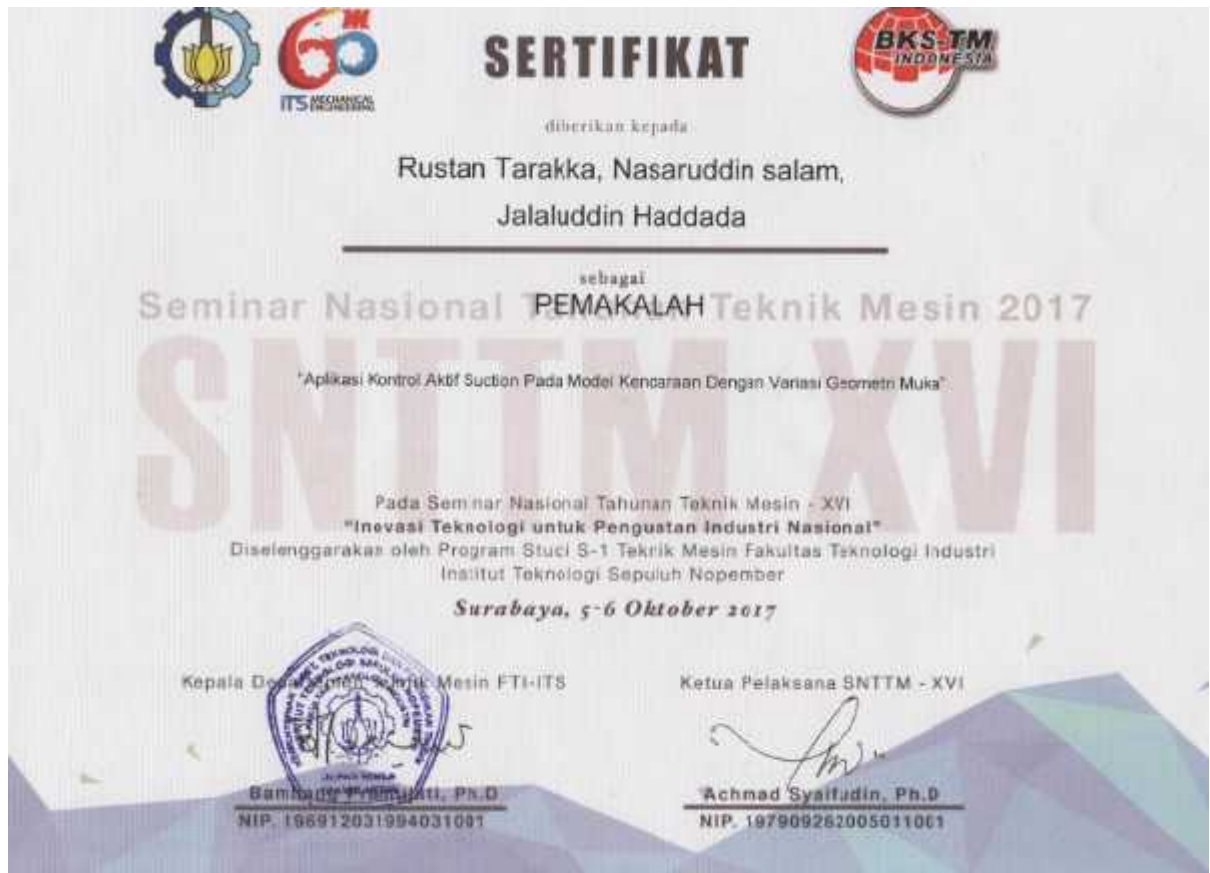 60
ITS MECHANICAL
ENGINEERING
SERTIFIKAT
BKS-TM
INDONESIA
diberikan kepada
Rustan Tarakka, Nasaruddin salam,
Jalaluddin Haddada
sebagai
PEMAKALAH
Seminar Nasional Teknik Mesin 2017
SNTTM XVI
"Aplikasi Kontrol Aktif Suction Pada Model Kendaraan Dengan Variasi Geometri Muka"
Pada Seminar Nasional Tahunan Teknik Mesin - XVI
"Inovasi Teknologi untuk Penguatan Industri Nasional"
Diselenggarakan oleh Program Studi S-1 Teknik Mesin Fakultas Teknologi Industri
Institut Teknologi Sepuluh Nopember
Surabaya, 5-6 Oktober 2017
Kepala Mesin FTI-ITS
Ketua Pelaksana SNTTM - XVI
Bambang Ph.D
Achmad Syaifudin, Ph.D
NIP. 196912031994031001
NIP. 197909262005011001